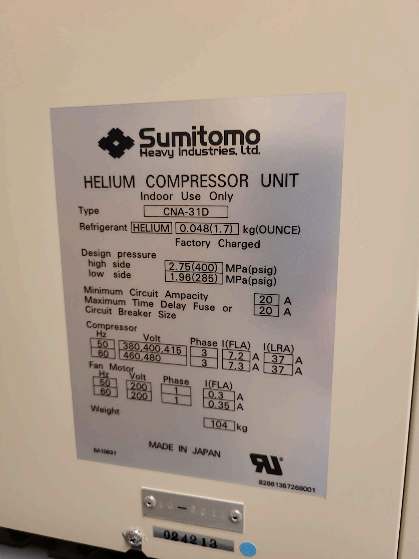 Sumitomo
Heavy Industries, Ltd.
HELIUM COMPRESSOR UNIT
Indoor Use Only
Type CNA-31D
Refrigerant HELIUM 0.048(1.7) kg(OUNCE)
Factory Charged
Design pressure
high side 2.75(400) MPa(psig)
low side 1.96(285) MPa(psig)
Minimum Circuit Ampacity 20 A
Maximum Time Delay Fuse or
Circuit Breaker Size 20 A
Compressor
Hz Volt Phase I(FLA) I(LRA)
50 380,400,415 3 7.2 A 37 A
60 460,480 3 7.3 A 37 A
Fan Motor
Hz Volt Phase I(FLA)
50 200 1 0.3 A
60 200 1 0.35 A
Weight 104 kg
MADE IN JAPAN
024213